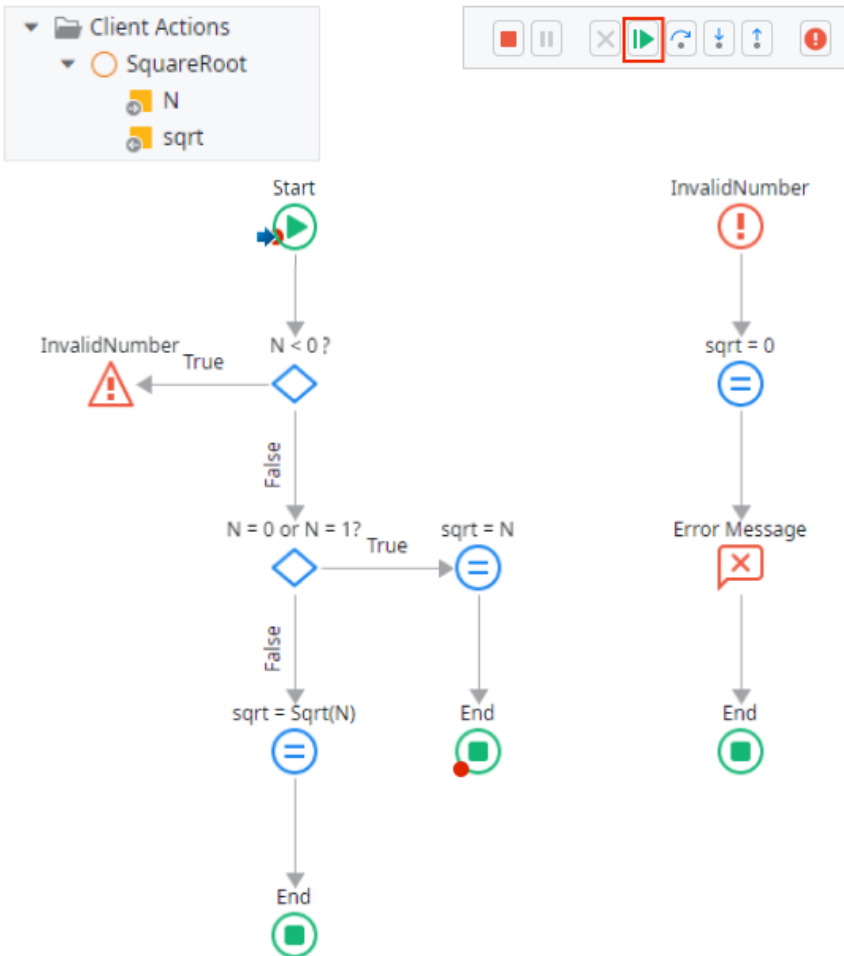 Client Actions
SquareRoot
N
sqrt
Start
InvalidNumber
InvalidNumber
True
N < 0 ?
sqrt = 0
False
N = 0 or N = 1?
True
sqrt = N
Error Message
False
sqrt = Sqrt(N)
End
End
End